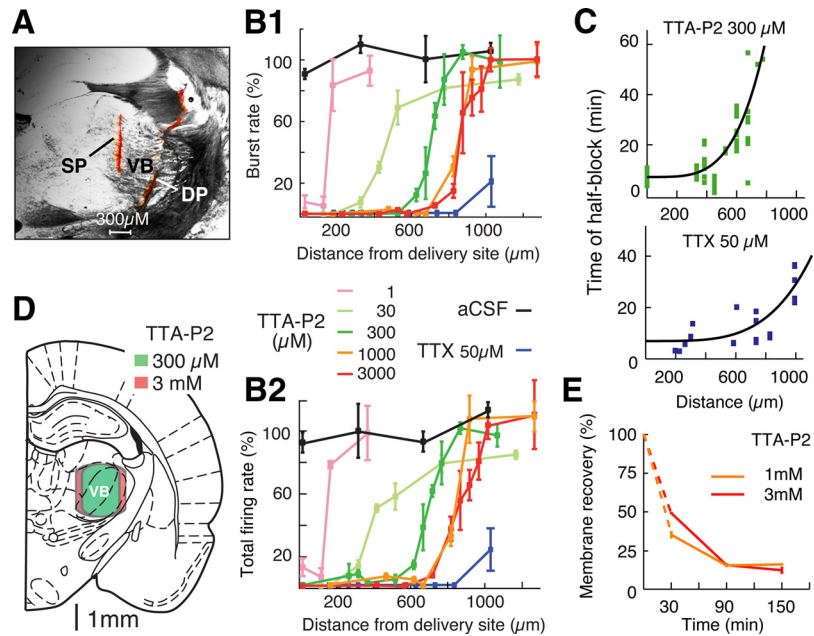 A
SP
VB
DP
300µM
B1
Burst rate (%)
100
60
20
200
600
1000
Distance from delivery site (µm)
C
TTA-P2 300 µM
Time of half-block (min)
60
40
20
0
200
600
1000
TTX 50 µM
40
20
0
200
600
1000
Distance (µm)
D
TTA-P2
300 µM
3 mM
VB
1mm
TTA-P2
(µM)
1
30
300
1000
3000
aCSF
TTX 50µM
B2
Total firing rate (%)
100
60
20
200
600
1000
Distance from delivery site (µm)
E
Membrane recovery (%)
100
75
50
25
0
TTA-P2
1mM
3mM
30
90
150
Time (min)